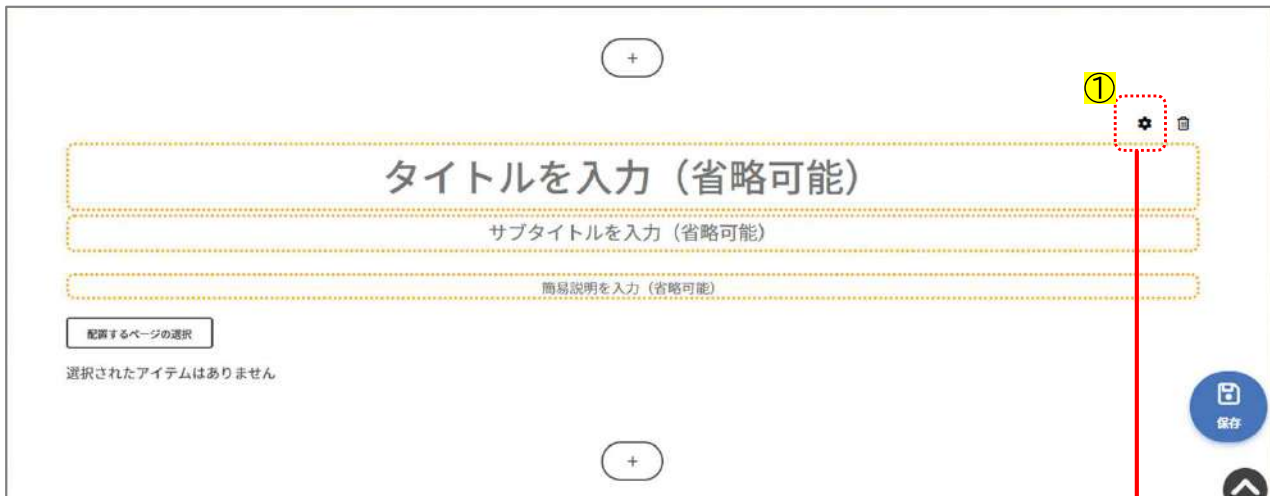 +
①
タイトルを入力（省略可能）
サブタイトルを入力（省略可能）
簡易説明を入力（省略可能）
配置するページの選択
選択されたアイテムはありません
保存
+